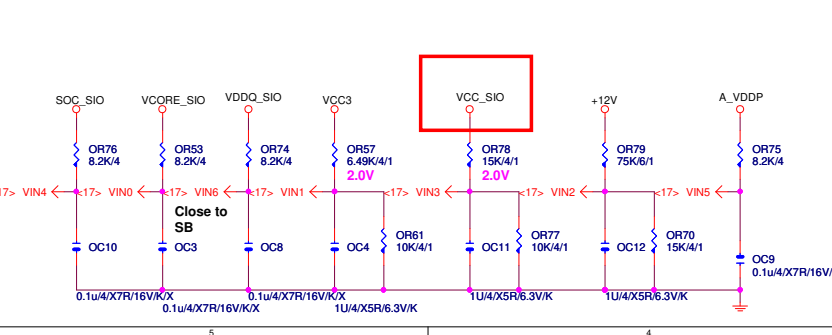 SOC_SIO VCORE_SIO VDDQ_SIO VCC3 VCC_SIO +12V A_VDDP
OR76 OR53 OR74 OR57 OR78 OR79 OR75
8.2K/4 8.2K/4 8.2K/4 6.49K/4/1 15K/4/1 75K/6/1 8.2K/4
2.0V 2.0V
17> VIN4 <17> VIN0 <17> VIN6 <17> VIN1 <17> VIN3 <17> VIN2 <17> VIN5
Close to
SB
OR61 OR77 OR70
OC10 OC3 OC8 OC4 10K/4/1 OC11 10K/4/1 OC12 15K/4/1
OC9
0.1u/4/X7R/16V/
0.1u/4/X7R/16V/K/X 0.1u/4/X7R/16V/K/X 1U/4/X5R/6.3V/K 1U/4/X5R/6.3V/K
0.1u/4/X7R/16V/K/X 1U/4/X5R/6.3V/K
5 4